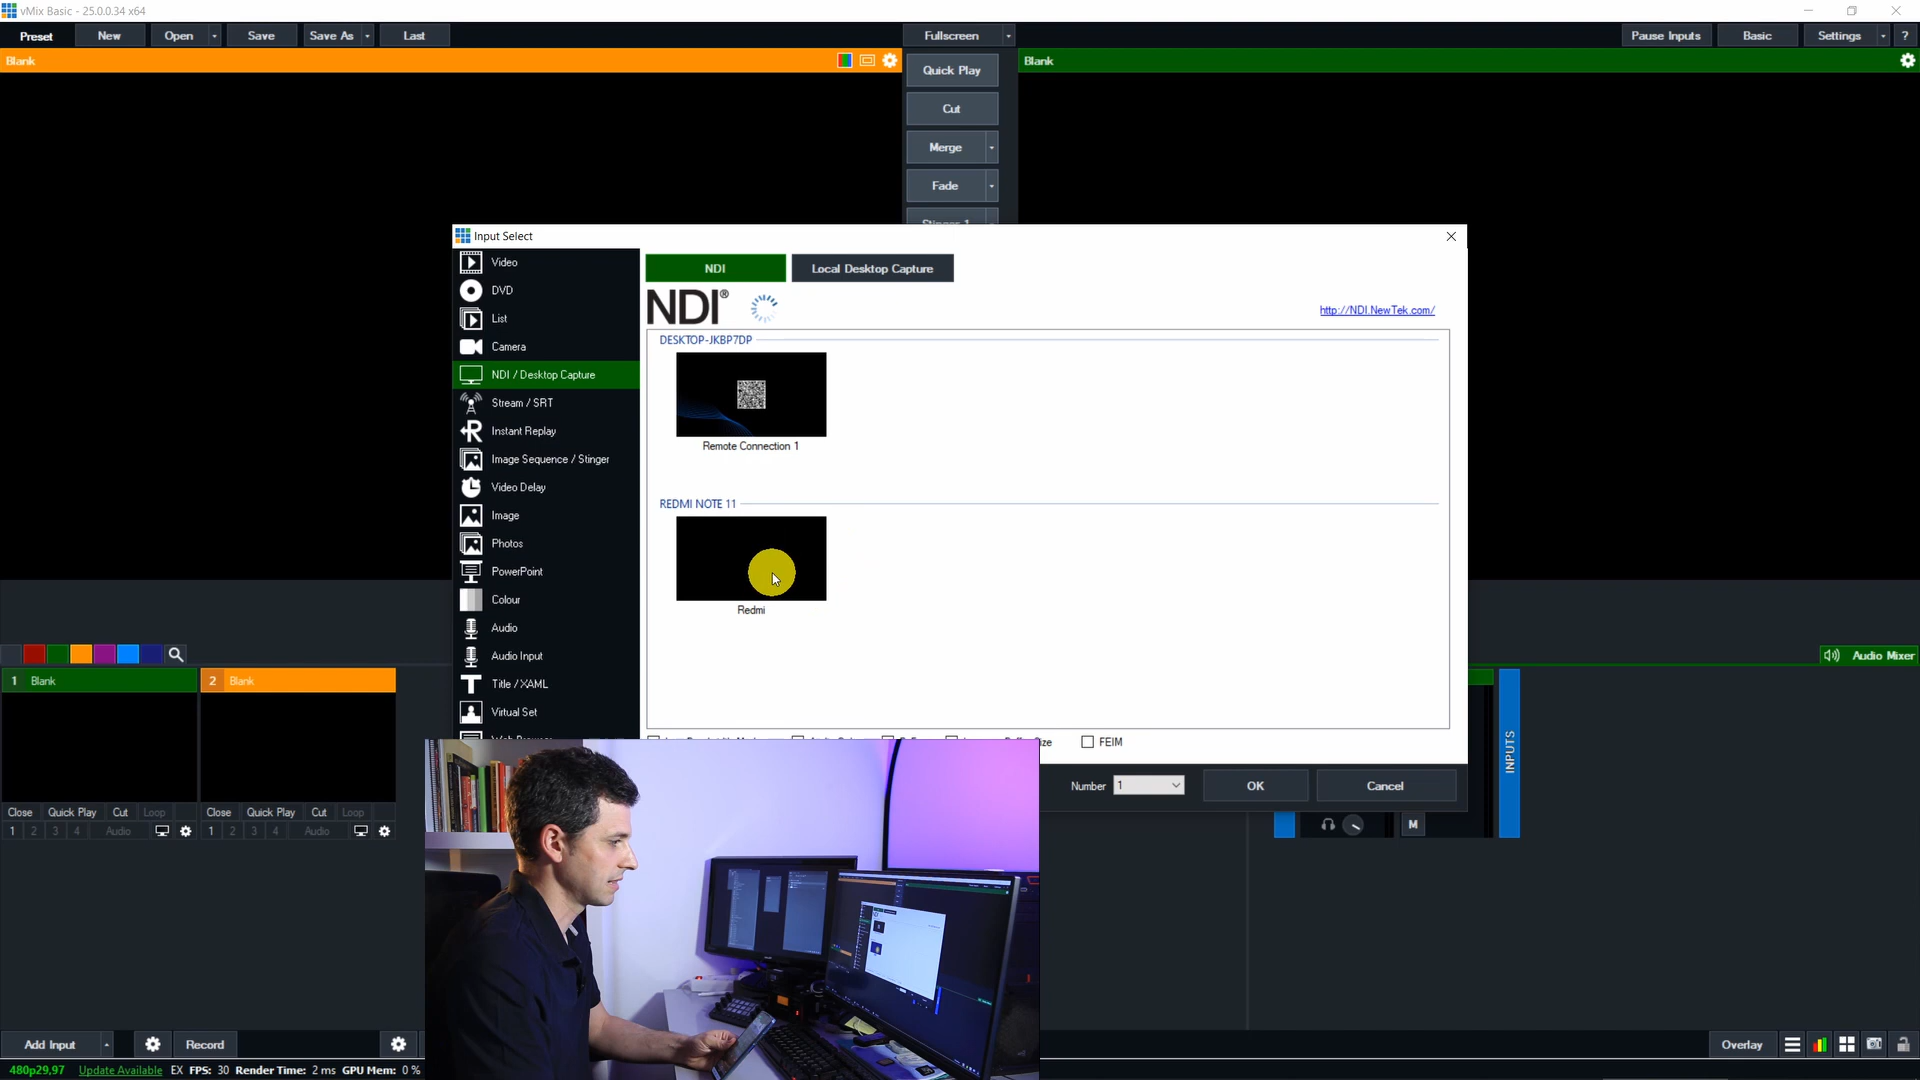 vMix Basic - 25.0.0.34 x64
Preset New Open Save Save As Last Fullscreen Pause Inputs Basic Settings ?
Blank
Blank
Quick Play
Cut
Merge
Fade
Stinger 1
Input Select
Video
DVD
List
Camera
NDI / Desktop Capture
Stream / SRT
Instant Replay
Image Sequence / Stinger
Video Delay
Image
Photos
PowerPoint
Colour
Audio
Audio Input
Title / XAML
Virtual Set
NDI Local Desktop Capture
NDI®
http://NDI.NewTek.com/
DESKTOP-JKBP7DP
Remote Connection 1
REDMI NOTE 11
Redmi
FEIM
Number 1 OK Cancel
Audio Mixer
INPUTS
M
1 Blank
2 Blank
Close Quick Play Cut Loop
Close Quick Play Cut Loop
1 2 3 4 Audio
1 2 3 4 Audio
Add Input Record Overlay
480p29,97 Update Available EX FPS: 30 Render Time: 2 ms GPU Mem: 0 %